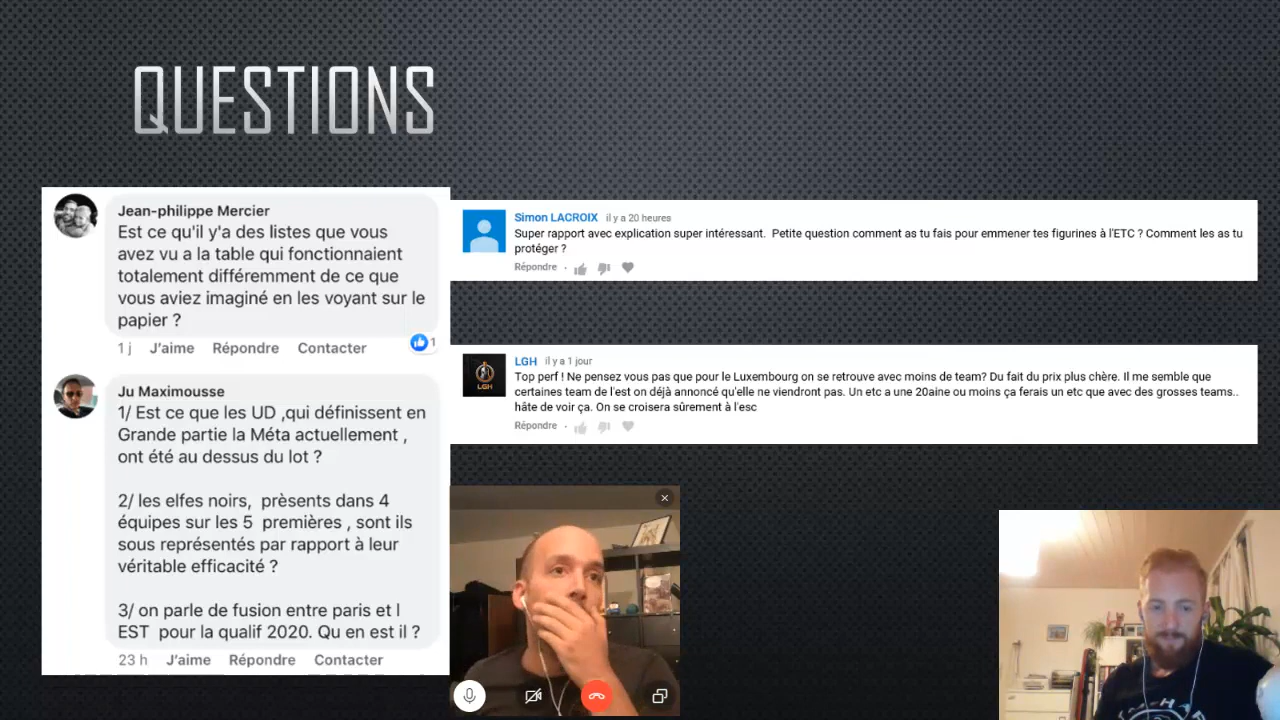 QUESTIONS
Jean-philippe Mercier
Est ce qu'il y'a des listes que vous
avez vu a la table qui fonctionnaient
totalement différemment de ce que
vous aviez imaginé en les voyant sur le
papier ?
1 j J'aime Répondre Contacter 1
Ju Maximousse
1/ Est ce que les UD ,qui définissent en
Grande partie la Méta actuellement ,
ont été au dessus du lot ?
2/ les elfes noirs, prèsents dans 4
équipes sur les 5 premières , sont ils
sous représentés par rapport à leur
véritable efficacité ?
3/ on parle de fusion entre paris et l
EST pour la qualif 2020. Qu en est il ?
23 h J'aime Répondre Contacter
Simon LACROIX il y a 20 heures
Super rapport avec explication super intéressant. Petite question comment as tu fais pour emmener tes figurines à l'ETC ? Comment les as tu
protéger ?
Répondre
LGH il y a 1 jour
Top perf ! Ne pensez vous pas que pour le Luxembourg on se retrouve avec moins de team? Du fait du prix plus chère. Il me semble que
certaines team de l'est on déjà annoncé qu'elle ne viendront pas. Un etc a une 20aine ou moins ça ferais un etc que avec des grosses teams..
hâte de voir ça. On se croisera sûrement à l'esc
Répondre
LGH